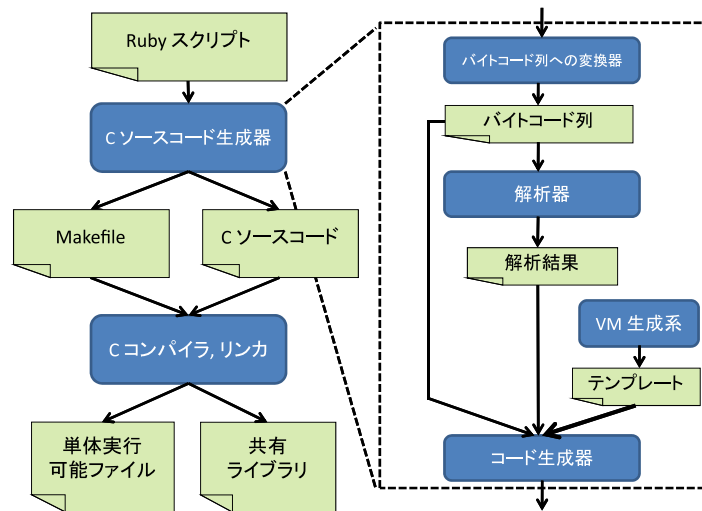 Ruby スクリプト
C ソースコード生成器
Makefile
C ソースコード
C コンパイラ, リンカ
単体実行
可能ファイル
共有
ライブラリ
バイトコード列への変換器
バイトコード列
解析器
解析結果
VM 生成系
テンプレート
コード生成器